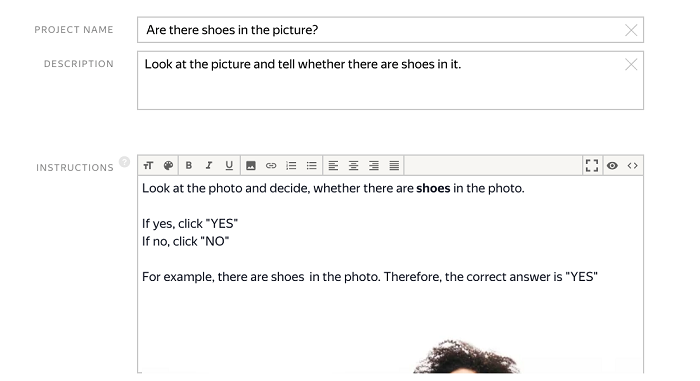 PROJECT NAME
Are there shoes in the picture?
DESCRIPTION
Look at the picture and tell whether there are shoes in it.
INSTRUCTIONS ?
B I U
Look at the photo and decide, whether there are shoes in the photo.
If yes, click "YES"
If no, click "NO"
For example, there are shoes in the photo. Therefore, the correct answer is "YES"